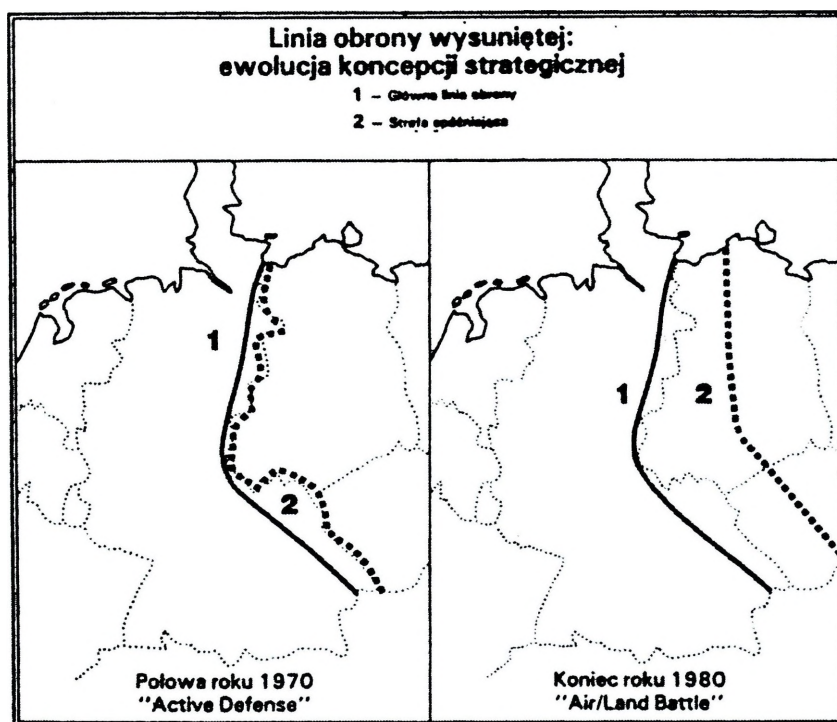 Linia obrony wysuniętej:
ewolucja koncepcji strategicznej
1 – Główna linia obrony
2 – Strefa opóźniająca
1
2
1
2
Połowa roku 1970
"Active Defense"
Koniec roku 1980
"Air/Land Battle"